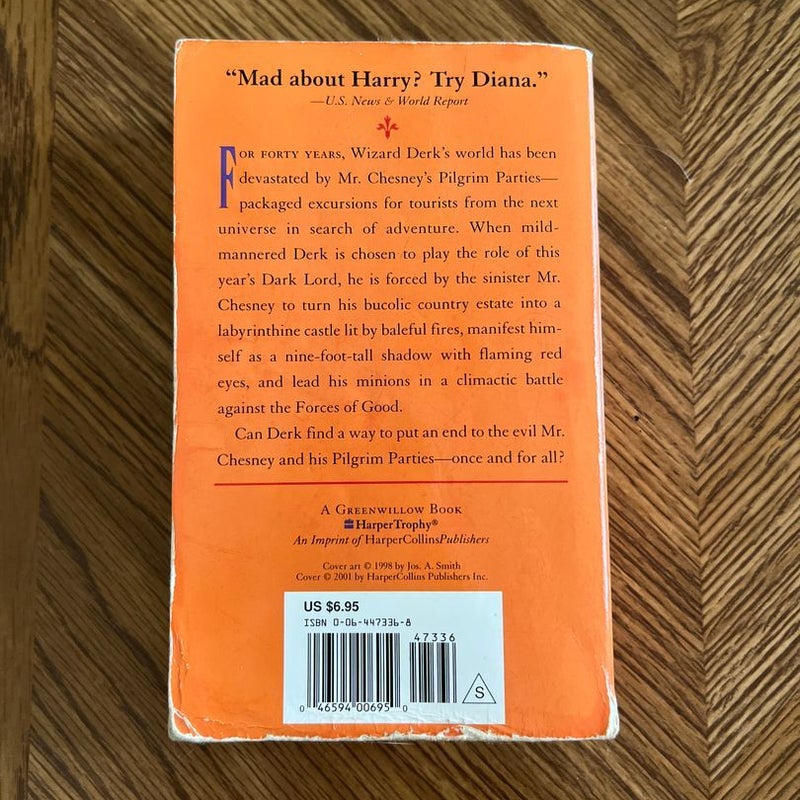 “Mad about Harry? Try Diana.”
—U.S. News & World Report
FOR FORTY YEARS, Wizard Derk’s world has been
devastated by Mr. Chesney’s Pilgrim Parties—
packaged excursions for tourists from the next
universe in search of adventure. When mild-
mannered Derk is chosen to play the role of this
year’s Dark Lord, he is forced by the sinister Mr.
Chesney to turn his bucolic country estate into a
labyrinthine castle lit by baleful fires, manifest him-
self as a nine-foot-tall shadow with flaming red
eyes, and lead his minions in a climactic battle
against the Forces of Good.
Can Derk find a way to put an end to the evil Mr.
Chesney and his Pilgrim Parties—once and for all?
A GREENWILLOW BOOK
HarperTrophy®
An Imprint of HarperCollinsPublishers
Cover art © 1998 by Jos. A. Smith
Cover © 2001 by HarperCollins Publishers Inc.
US $6.95
ISBN 0-06-447336-8
47336
S
0 46594 00695 0